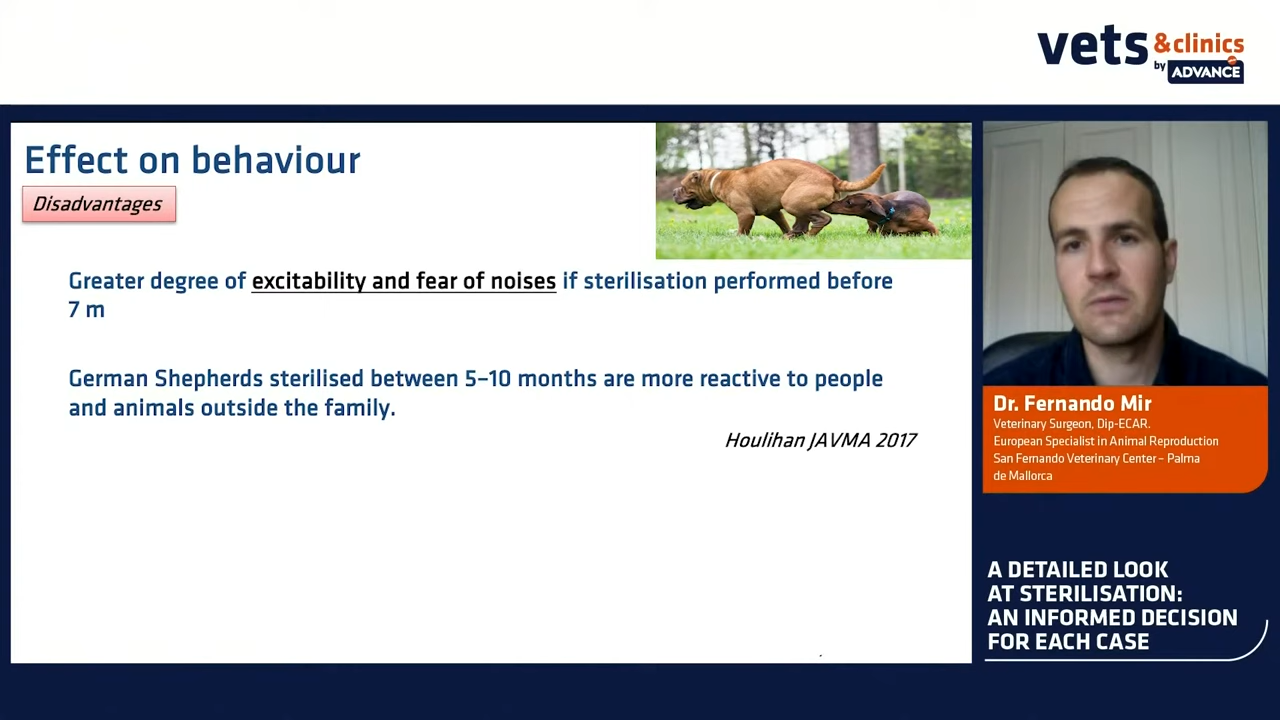 vets &clinics
by ADVANCE
Effect on behaviour
Disadvantages
Greater degree of excitability and fear of noises if sterilisation performed before
7 m
German Shepherds sterilised between 5–10 months are more reactive to people
and animals outside the family.
Houlihan JAVMA 2017
Dr. Fernando Mir
Veterinary Surgeon, Dip-ECAR.
European Specialist in Animal Reproduction
San Fernando Veterinary Center – Palma
de Mallorca
A DETAILED LOOK
AT STERILISATION:
AN INFORMED DECISION
FOR EACH CASE